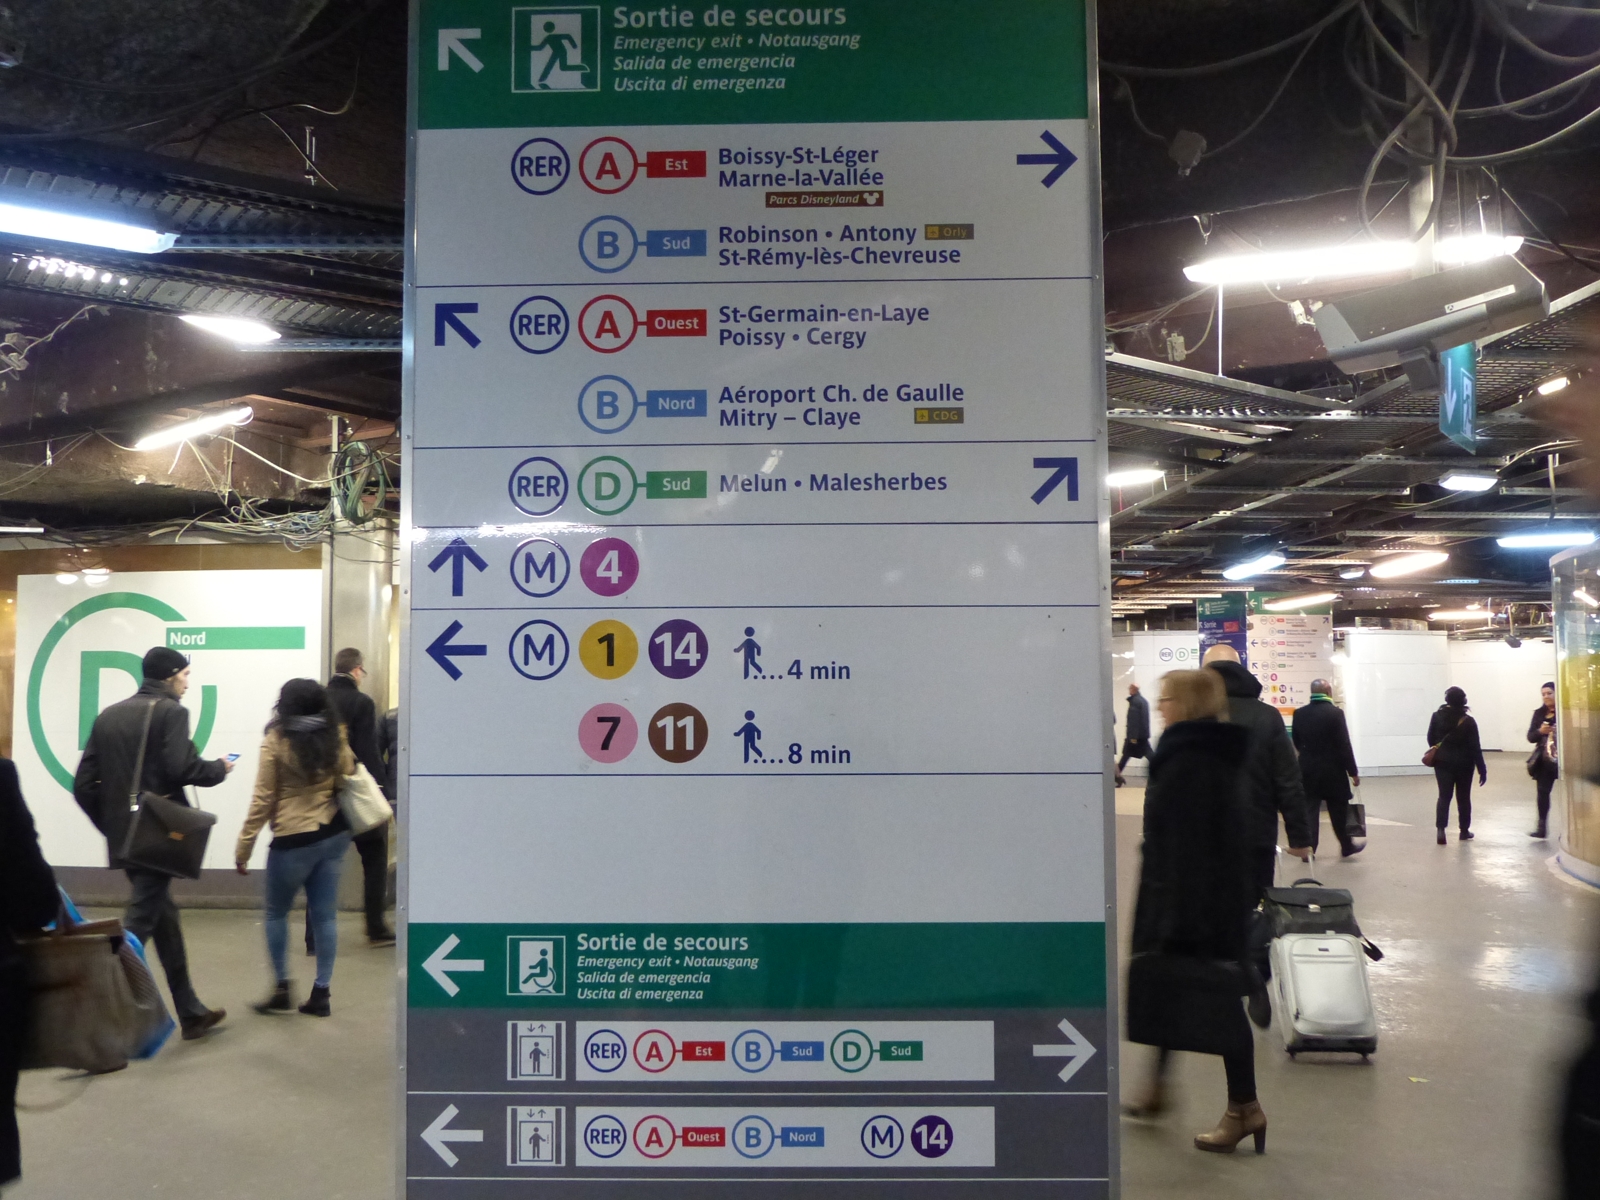 Sortie de secours
Emergency exit • Notausgang
Salida de emergencia
Uscita di emergenza
RER A Est Boissy-St-Léger
Marne-la-Vallée
Parcs Disneyland
B Sud Robinson • Antony Orly
St-Rémy-lès-Chevreuse
RER A Ouest St-Germain-en-Laye
Poissy • Cergy
B Nord Aéroport Ch. de Gaulle
Mitry – Claye CDG
RER D Sud Melun • Malesherbes
M 4
M 1 14 ....4 min
7 11 ....8 min
Sortie de secours
Emergency exit • Notausgang
Salida de emergencia
Uscita di emergenza
RER A Est B Sud D Sud
RER A Ouest B Nord M 14
Nord
D
Sortie
RER D